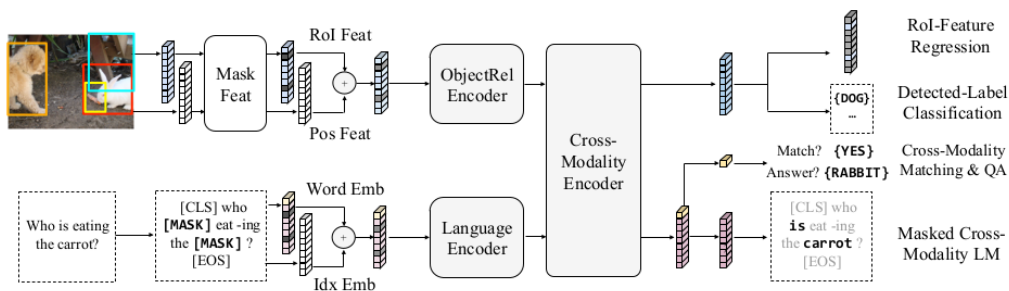 RoI Feat
Mask
Feat
Pos Feat
ObjectRel
Encoder
RoI-Feature
Regression
{DOG}
...
Detected-Label
Classification
Cross-
Modality
Encoder
Match? {YES}
Answer? {RABBIT}
Cross-Modality
Matching & QA
Who is eating
the carrot?
[CLS] who
[MASK] eat -ing
the [MASK] ?
[EOS]
Word Emb
Idx Emb
Language
Encoder
[CLS] who
is eat -ing
the carrot ?
[EOS]
Masked Cross-
Modality LM